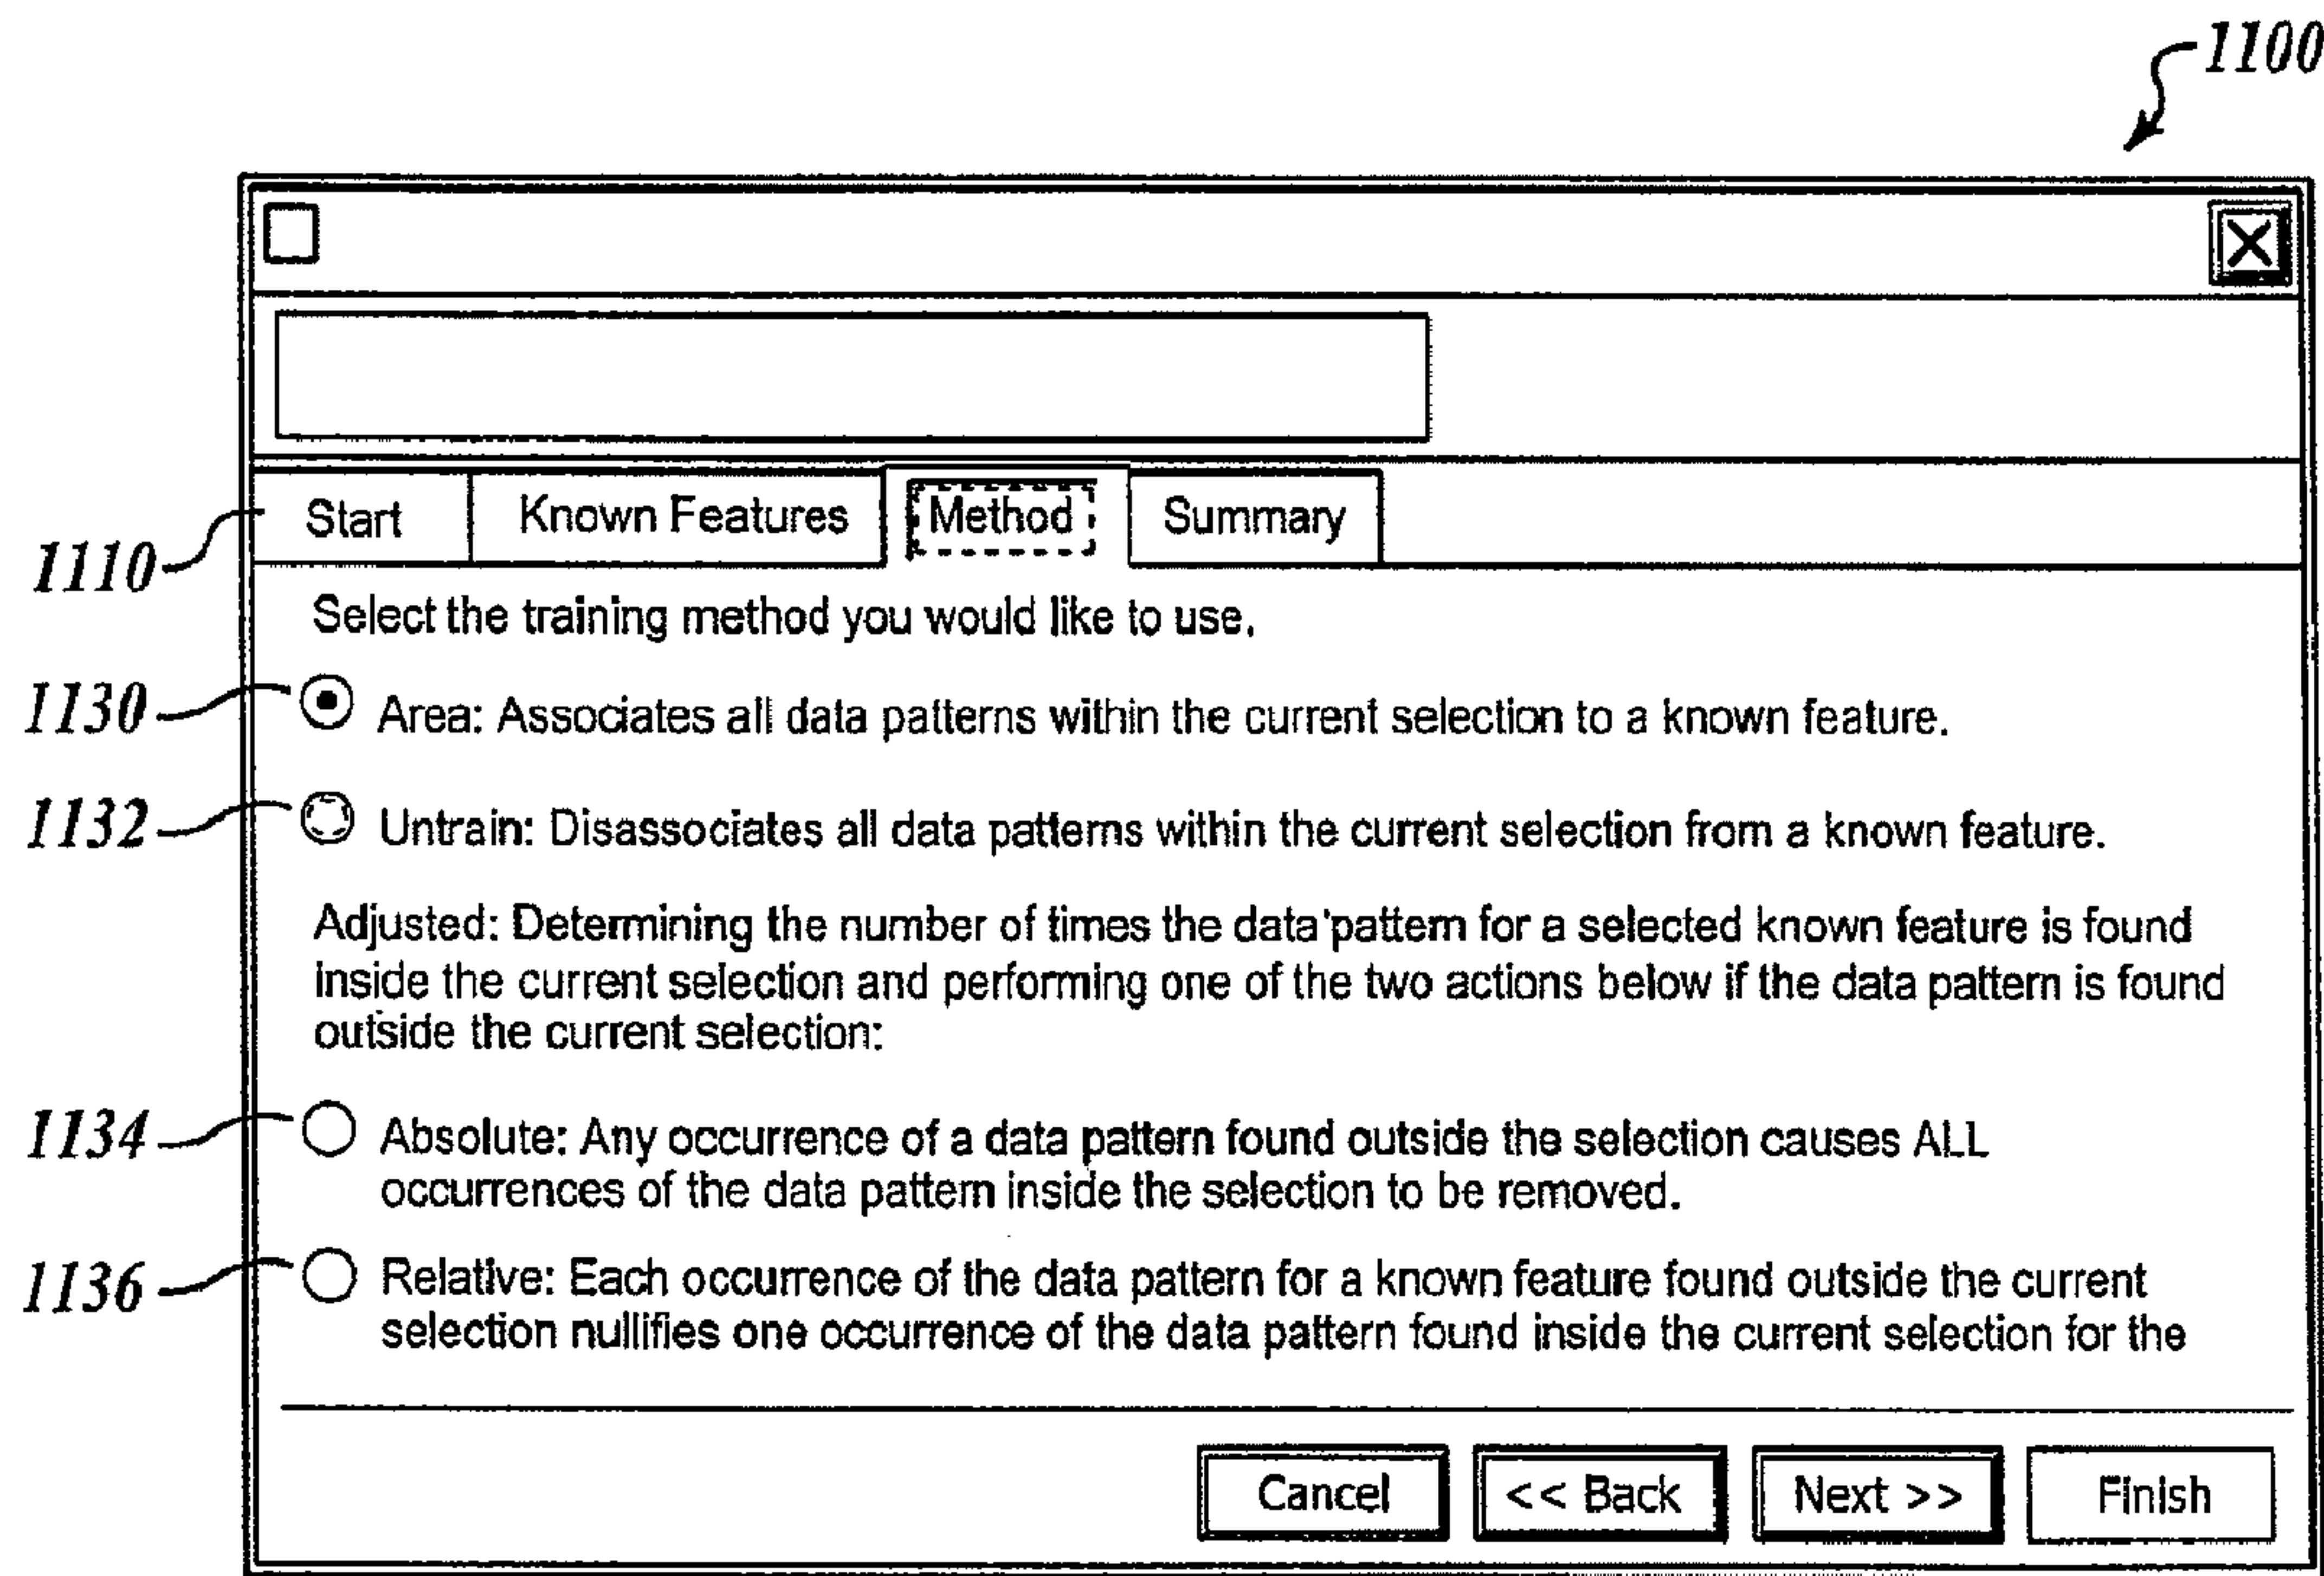 1100
Start Known Features Method Summary
1110
Select the training method you would like to use.
1130 Area: Associates all data patterns within the current selection to a known feature.
1132 Untrain: Disassociates all data patterns within the current selection from a known feature.
Adjusted: Determining the number of times the data pattern for a selected known feature is found
inside the current selection and performing one of the two actions below if the data pattern is found
outside the current selection:
1134 Absolute: Any occurrence of a data pattern found outside the selection causes ALL
occurrences of the data pattern inside the selection to be removed.
1136 Relative: Each occurrence of the data pattern for a known feature found outside the current
selection nullifies one occurrence of the data pattern found inside the current selection for the
Cancel << Back Next >> Finish